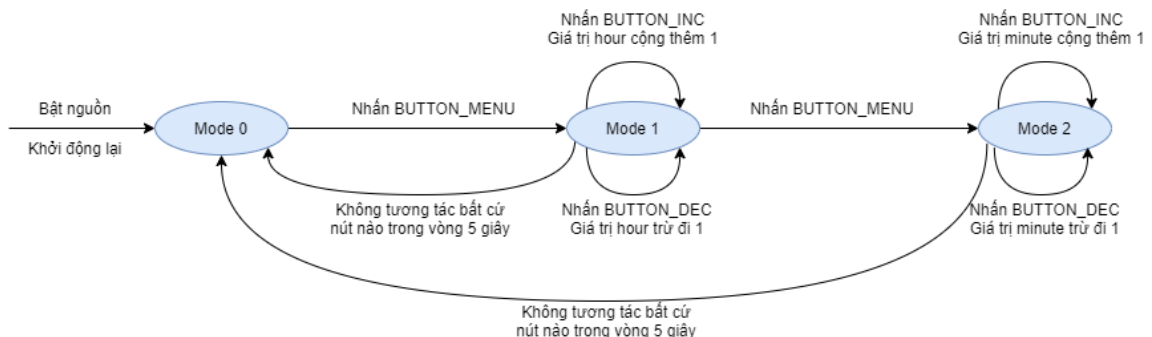 Nhấn BUTTON_INC
Giá trị hour cộng thêm 1
Nhấn BUTTON_INC
Giá trị minute cộng thêm 1
Bật nguồn
Khởi động lại
Mode 0
Nhấn BUTTON_MENU
Mode 1
Nhấn BUTTON_MENU
Mode 2
Không tương tác bất cứ
nút nào trong vòng 5 giây
Nhấn BUTTON_DEC
Giá trị hour trừ đi 1
Nhấn BUTTON_DEC
Giá trị minute trừ đi 1
Không tương tác bất cứ
nút nào trong vòng 5 giây